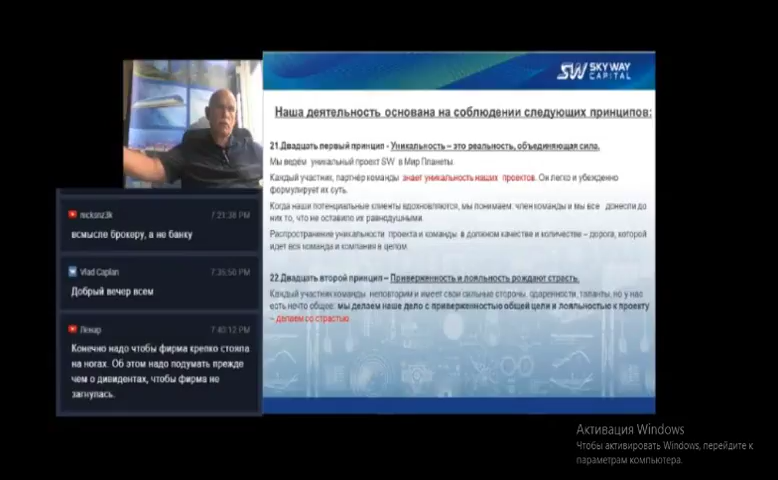 SW SKY WAY
CAPITAL
Наша деятельность основана на соблюдении следующих принципов:
21.Двадцать первый принцип - Уникальность – это реальность, объединяющая сила.
Мы ведём уникальный проект SW в Мир Планеты.
Каждый участник, партнёр команды знает уникальность наших проектов. Он легко и убежденно
формулирует их суть.
Когда наши потенциальные клиенты вдохновляются, мы понимаем: член команды и мы все донесли до
них то, что не оставило их равнодушными.
Распространение уникальности проекта и команды в должном качестве и количестве – дорога, которой
идет вся команда и компания в целом.
22.Двадцать второй принцип – Приверженность и лояльность рождают страсть.
Каждый участник команды неповторим и имеет свои сильные стороны, одаренности, таланты, но у нас
есть нечто общее: мы делаем наше дело с приверженностью общей цели и лояльностью к проекту
– делаем со страстью.
nicksnz3k 7:21:38 PM
всмысле брокеру, а не банку
Vlad Caplan 7:35:50 PM
Добрый вечер всем
Ленар 7:40:12 PM
Конечно надо чтобы фирма крепко стояла
на ногах. Об этом надо подумать прежде
чем о дивидентах, чтобы фирма не
загнулась.
Активация Windows
Чтобы активировать Windows, перейдите к
параметрам компьютера.